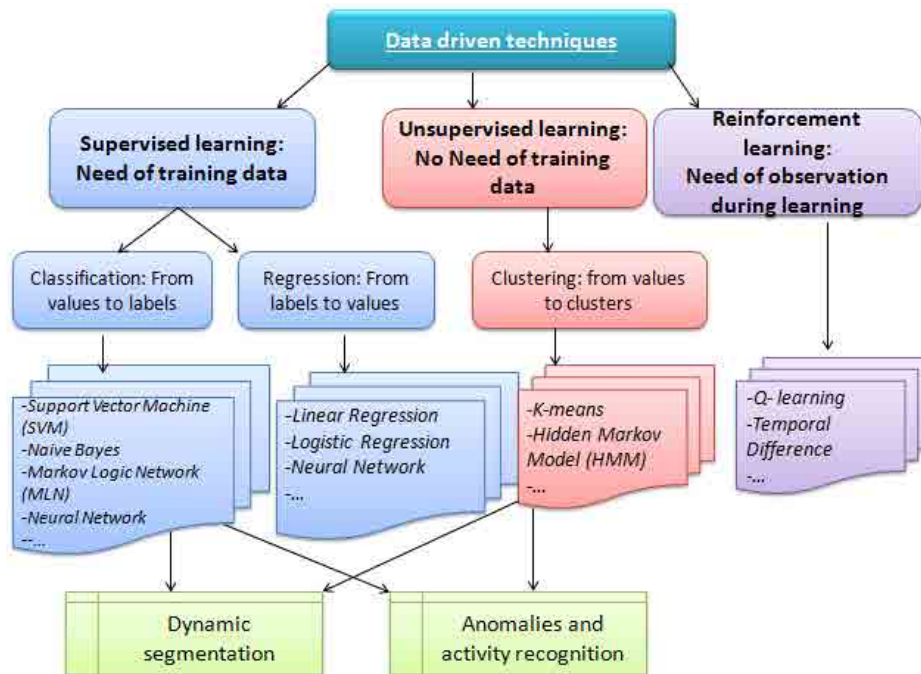 Data driven techniques
Supervised learning:
Need of training data
Unsupervised learning:
No Need of training
data
Reinforcement
learning:
Need of observation
during learning
Classification: From
values to labels
Regression: From
labels to values
Clustering: from values
to clusters
-Support Vector Machine
(SVM)
-Naive Bayes
-Markov Logic Network
(MLN)
-Neural Network
--...
-Linear Regression
-Logistic Regression
-Neural Network
-...
-K-means
-Hidden Markov
Model (HMM)
-...
-Q- learning
-Temporal
Difference
-...
Dynamic
segmentation
Anomalies and
activity recognition